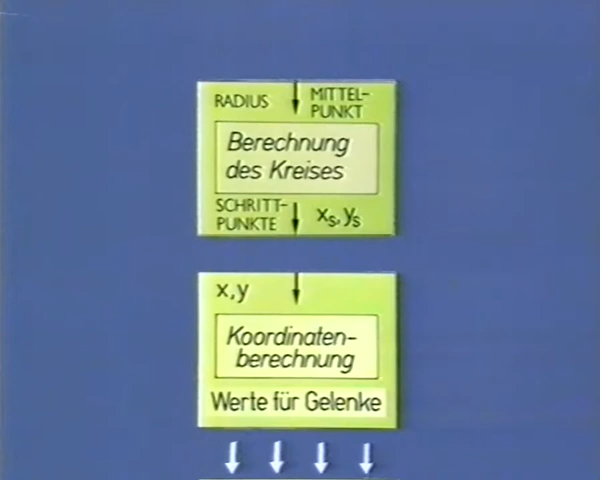 RADIUS
MITTEL-
PUNKT
Berechnung
des Kreises
SCHRITT-
PUNKTE
xs, ys
x,y
Koordinaten-
berechnung
Werte für Gelenke